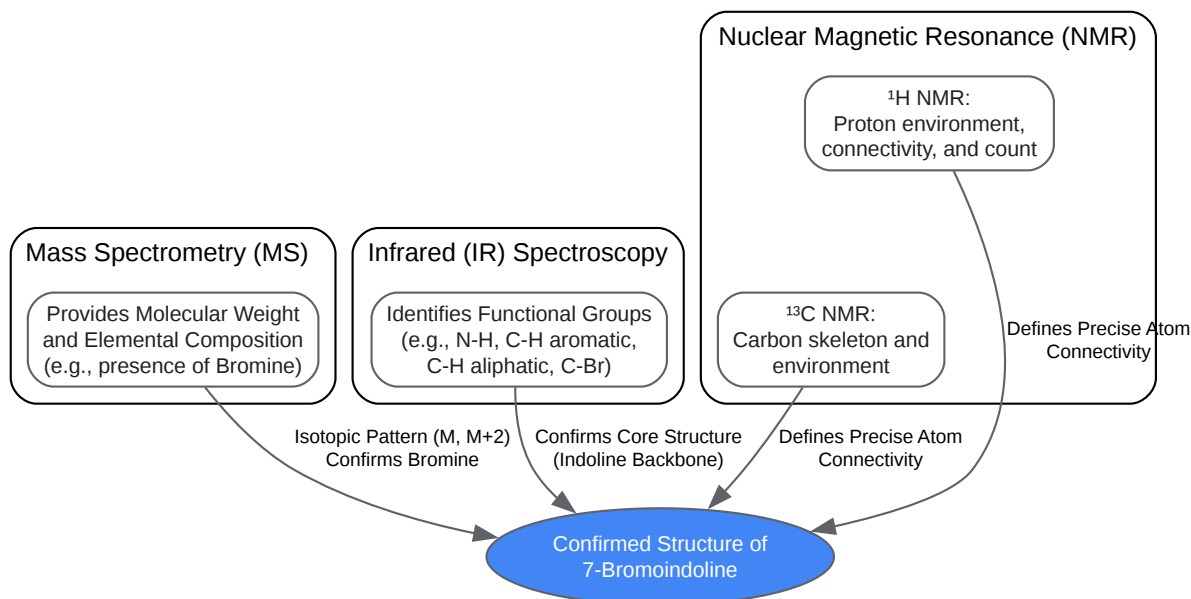 Nuclear Magnetic Resonance (NMR)
¹H NMR:
Proton environment,
connectivity, and count
Mass Spectrometry (MS)
Provides Molecular Weight
and Elemental Composition
(e.g., presence of Bromine)
Infrared (IR) Spectroscopy
Identifies Functional Groups
(e.g., N-H, C-H aromatic,
C-H aliphatic, C-Br)
¹³C NMR:
Carbon skeleton and
environment
Defines Precise Atom
Connectivity
Isotopic Pattern (M, M+2)
Confirms Bromine
Confirms Core Structure
(Indoline Backbone)
Defines Precise Atom
Connectivity
Confirmed Structure of
7-Bromoindoline